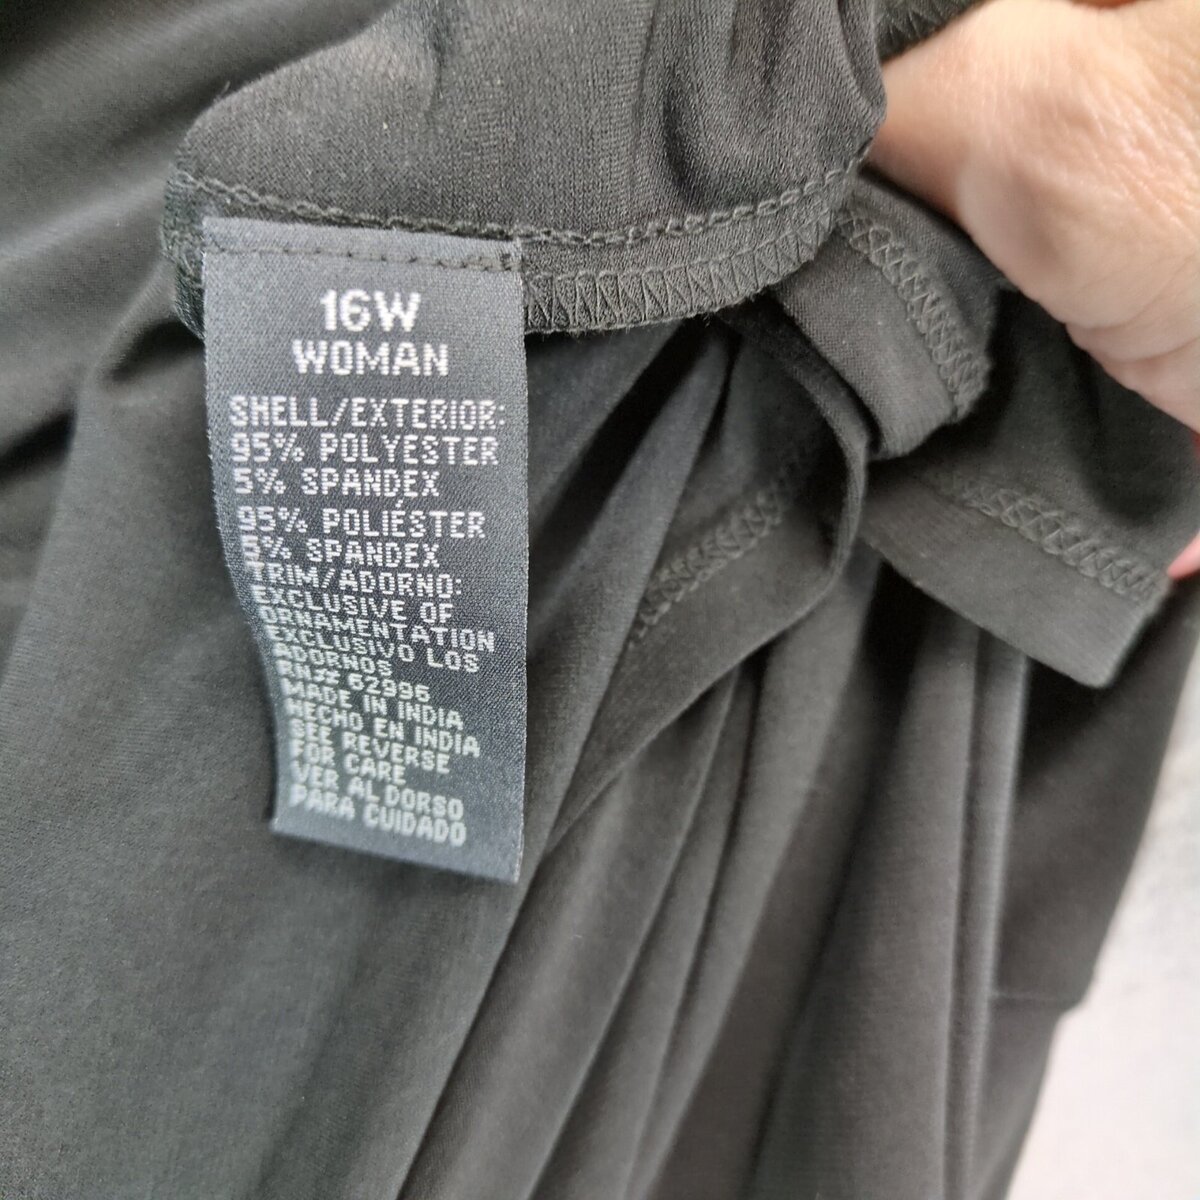 16W
WOMAN
SHELL/EXTERIOR:
95% POLYESTER
5% SPANDEX
95% POLIÉSTER
5% SPANDEX
TRIM/ADORNO:
EXCLUSIVE OF
ORNAMENTATION
EXCLUSIVO LOS
ADORNOS
RN# 62996
MADE IN INDIA
HECHO EN INDIA
SEE REVERSE
FOR CARE
VER AL DORSO
PARA CUIDADO